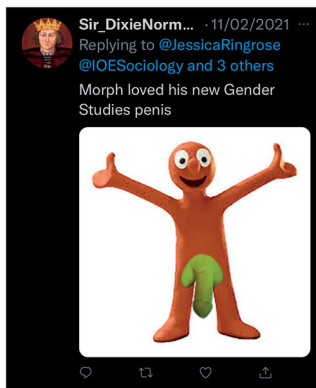 Sir_DixieNorm... · 11/02/2021 ...
Replying to @JessicaRingrose
@IOESociology and 3 others
Morph loved his new Gender
Studies penis